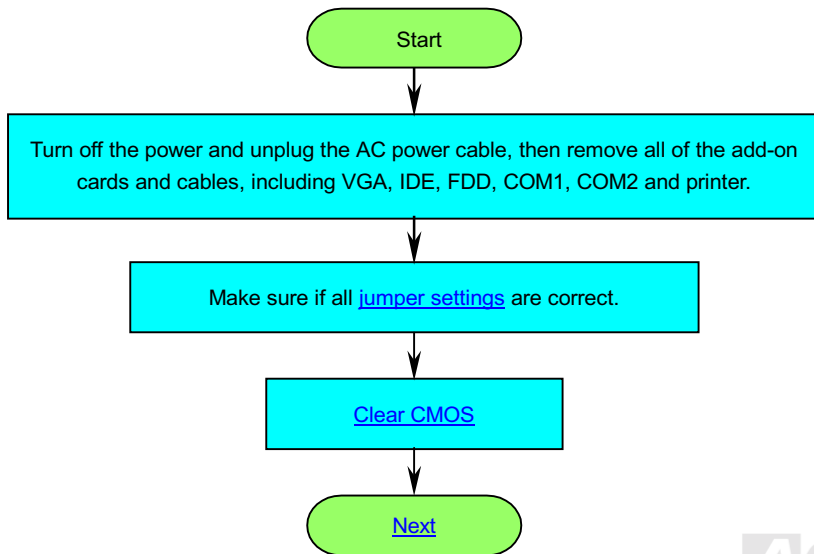 Start
Turn off the power and unplug the AC power cable, then remove all of the add-on
cards and cables, including VGA, IDE, FDD, COM1, COM2 and printer.
Make sure if all jumper settings are correct.
Clear CMOS
Next